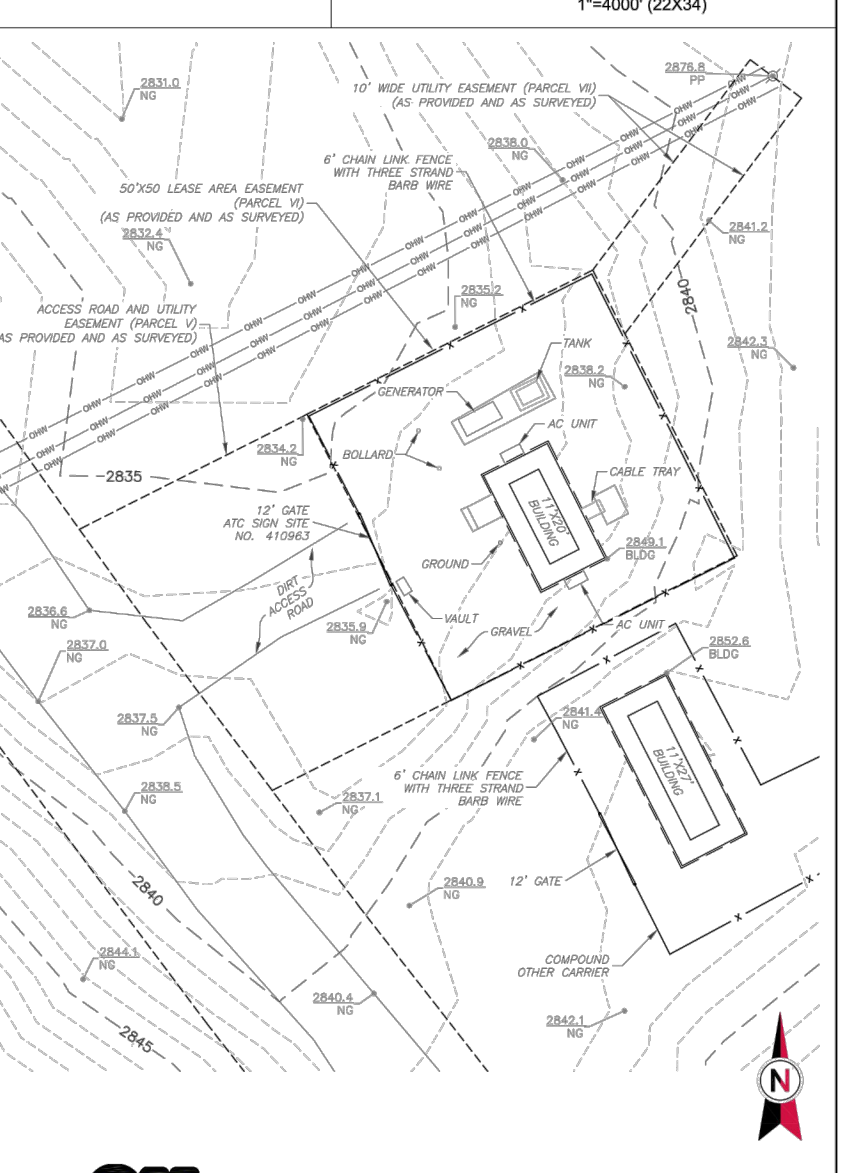 1"=4000' (22X34)
2831.0
NG
2876.8
PP
10' WIDE UTILITY EASEMENT (PARCEL VII)
(AS PROVIDED AND AS SURVEYED)
OHW OHW OHW
2838.0
NG
6' CHAIN LINK FENCE
WITH THREE STRAND
BARB WIRE
50'X50 LEASE AREA EASEMENT
(PARCEL VI)
(AS PROVIDED AND AS SURVEYED)
2832.4
NG
2841.2
NG
2840
2835.2
NG
ACCESS ROAD AND UTILITY
EASEMENT (PARCEL V)
AS PROVIDED AND AS SURVEYED)
TANK
2842.3
NG
2838.2
NG
GENERATOR
AC UNIT
2834.2
NG
BOLLARD
2835
CABLE TRAY
12' GATE
ATC SIGN SITE
NO. 410963
11'X20'
BUILDING
2849.1
BLDG
GROUND
DIRT
ACCESS
ROAD
2836.6
NG
VAULT
2835.9
NG
GRAVEL
AC UNIT
2837.0
NG
2852.6
BLDG
2837.5
NG
2841.4
NG
11'X27'
BUILDING
6' CHAIN LINK FENCE
WITH THREE STRAND
BARB WIRE
2838.5
NG
2837.1
NG
2840
2840.9
NG
12' GATE
2844.1
NG
COMPOUND
OTHER CARRIER
2840.4
NG
2842.1
NG
2845
N